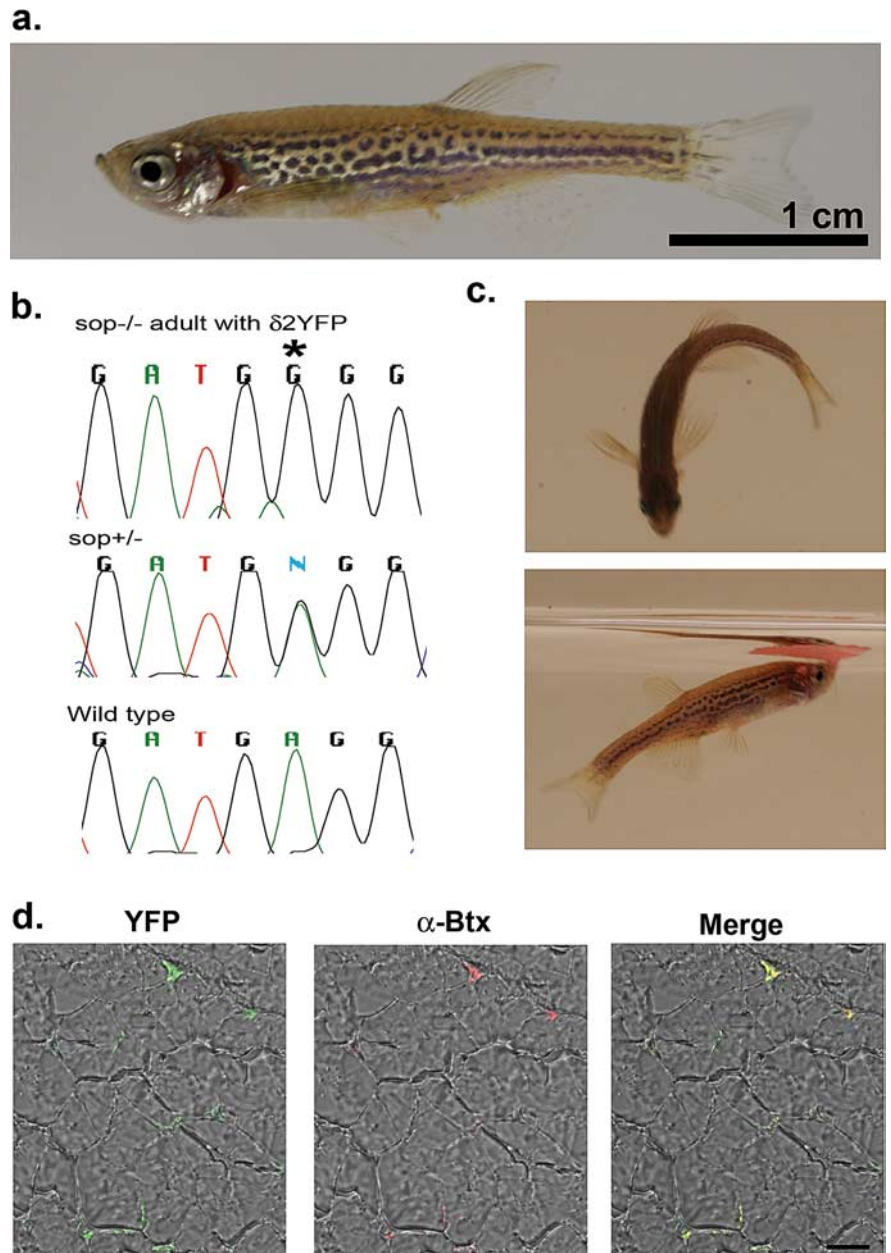 a.
1 cm
b.
sop-/- adult with δ2YFP
*
G A T G G G G
sop+/-
G A T G N G G
Wild type
G A T G A G G
c.
d.
YFP
α-Btx
Merge